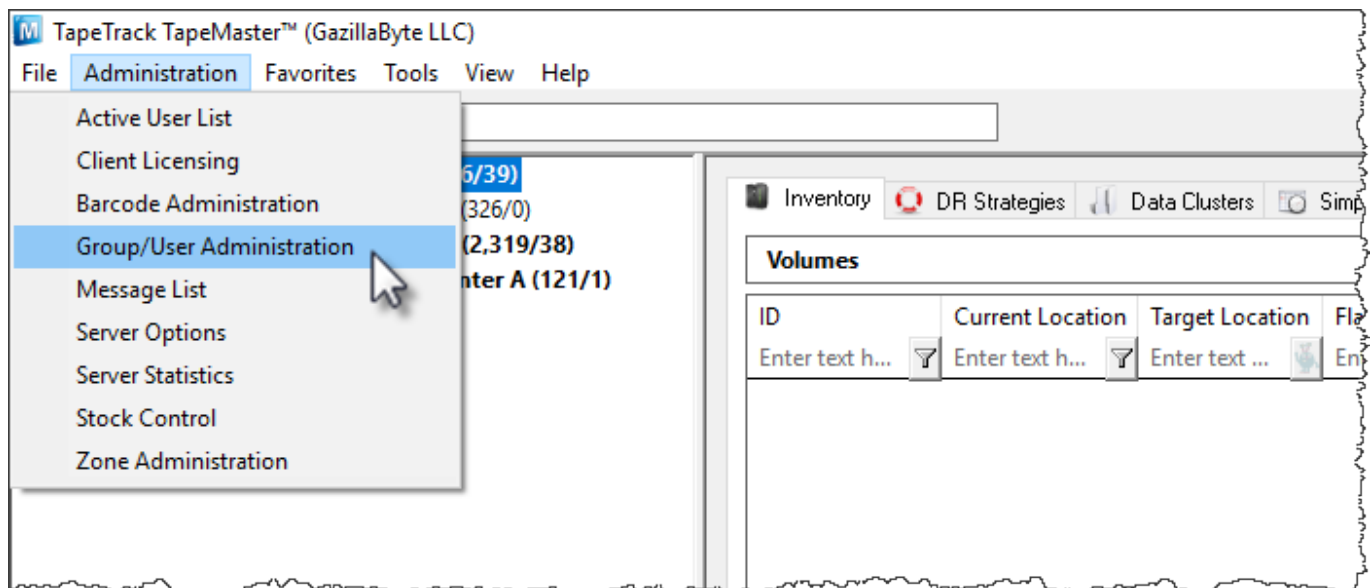 TapeTrack TapeMaster™ (GazillaByte LLC)
File Administration Favorites Tools View Help
Active User List
Client Licensing
Barcode Administration
Group/User Administration
Message List
Server Options
Server Statistics
Stock Control
Zone Administration
6/39)
(326/0)
(2,319/38)
nter A (121/1)
Inventory DR Strategies Data Clusters Simp
Volumes
ID Current Location Target Location Fla
Enter text h... Enter text h... Enter text ... En